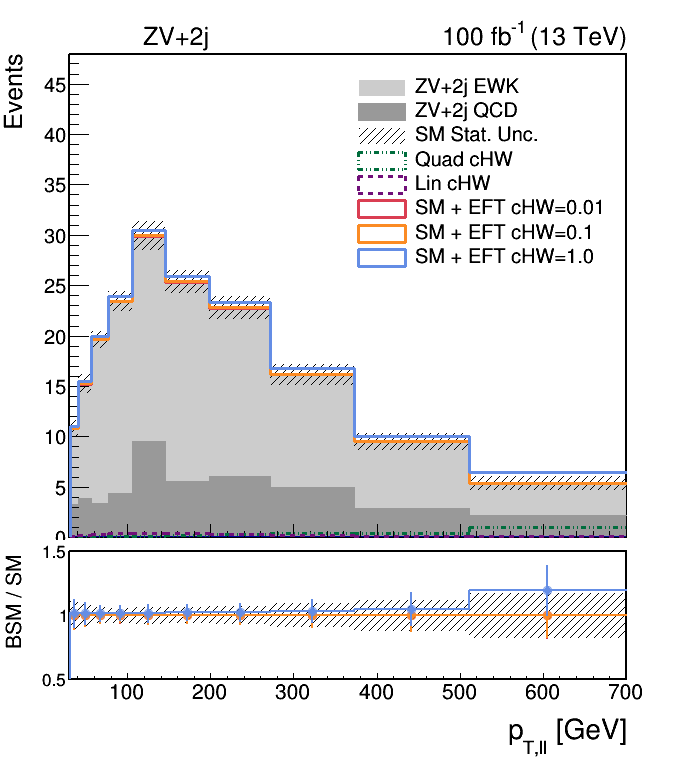 ZV+2j 100 fb-1 (13 TeV)
Events
45
40
35
30
25
20
15
10
5
0
ZV+2j EWK
ZV+2j QCD
SM Stat. Unc.
Quad cHW
Lin cHW
SM + EFT cHW=0.01
SM + EFT cHW=0.1
SM + EFT cHW=1.0
BSM / SM
1.5
1
0.5
100 200 300 400 500 600 700
pT,ll [GeV]